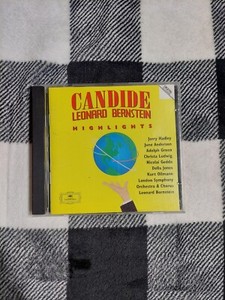 CANDIDE
LEONARD BERNSTEIN
HIGHLIGHTS
Jerry Hadley
June Anderson
Adolph Green
Christa Ludwig
Nicolai Gedda
Della Jones
Kurt Ollmann
London Symphony
Orchestra & Chorus
Leonard Bernstein